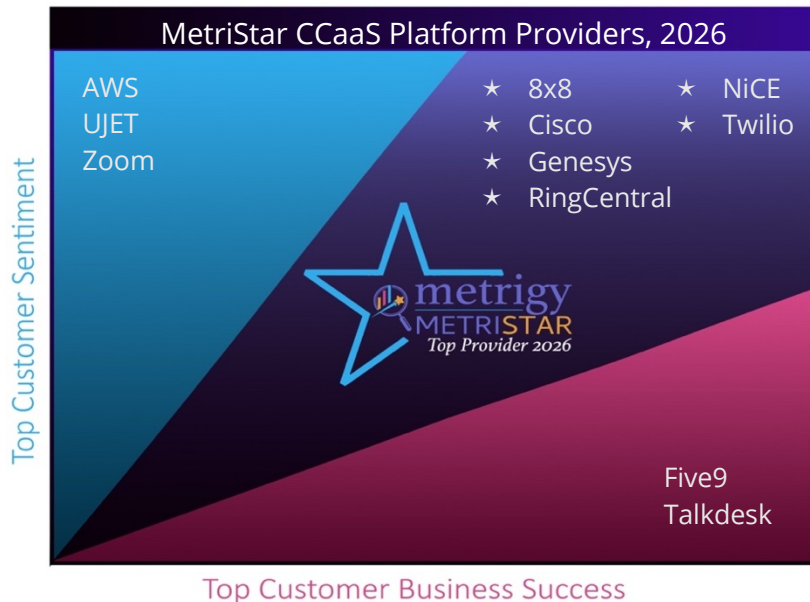 MetriStar CCaaS Platform Providers, 2026
AWS
UJET
Zoom
★ 8x8
★ Cisco
★ Genesys
★ RingCentral
★ NiCE
★ Twilio
metrigy
METRISTAR
Top Provider 2026
Five9
Talkdesk
Top Customer Sentiment
Top Customer Business Success